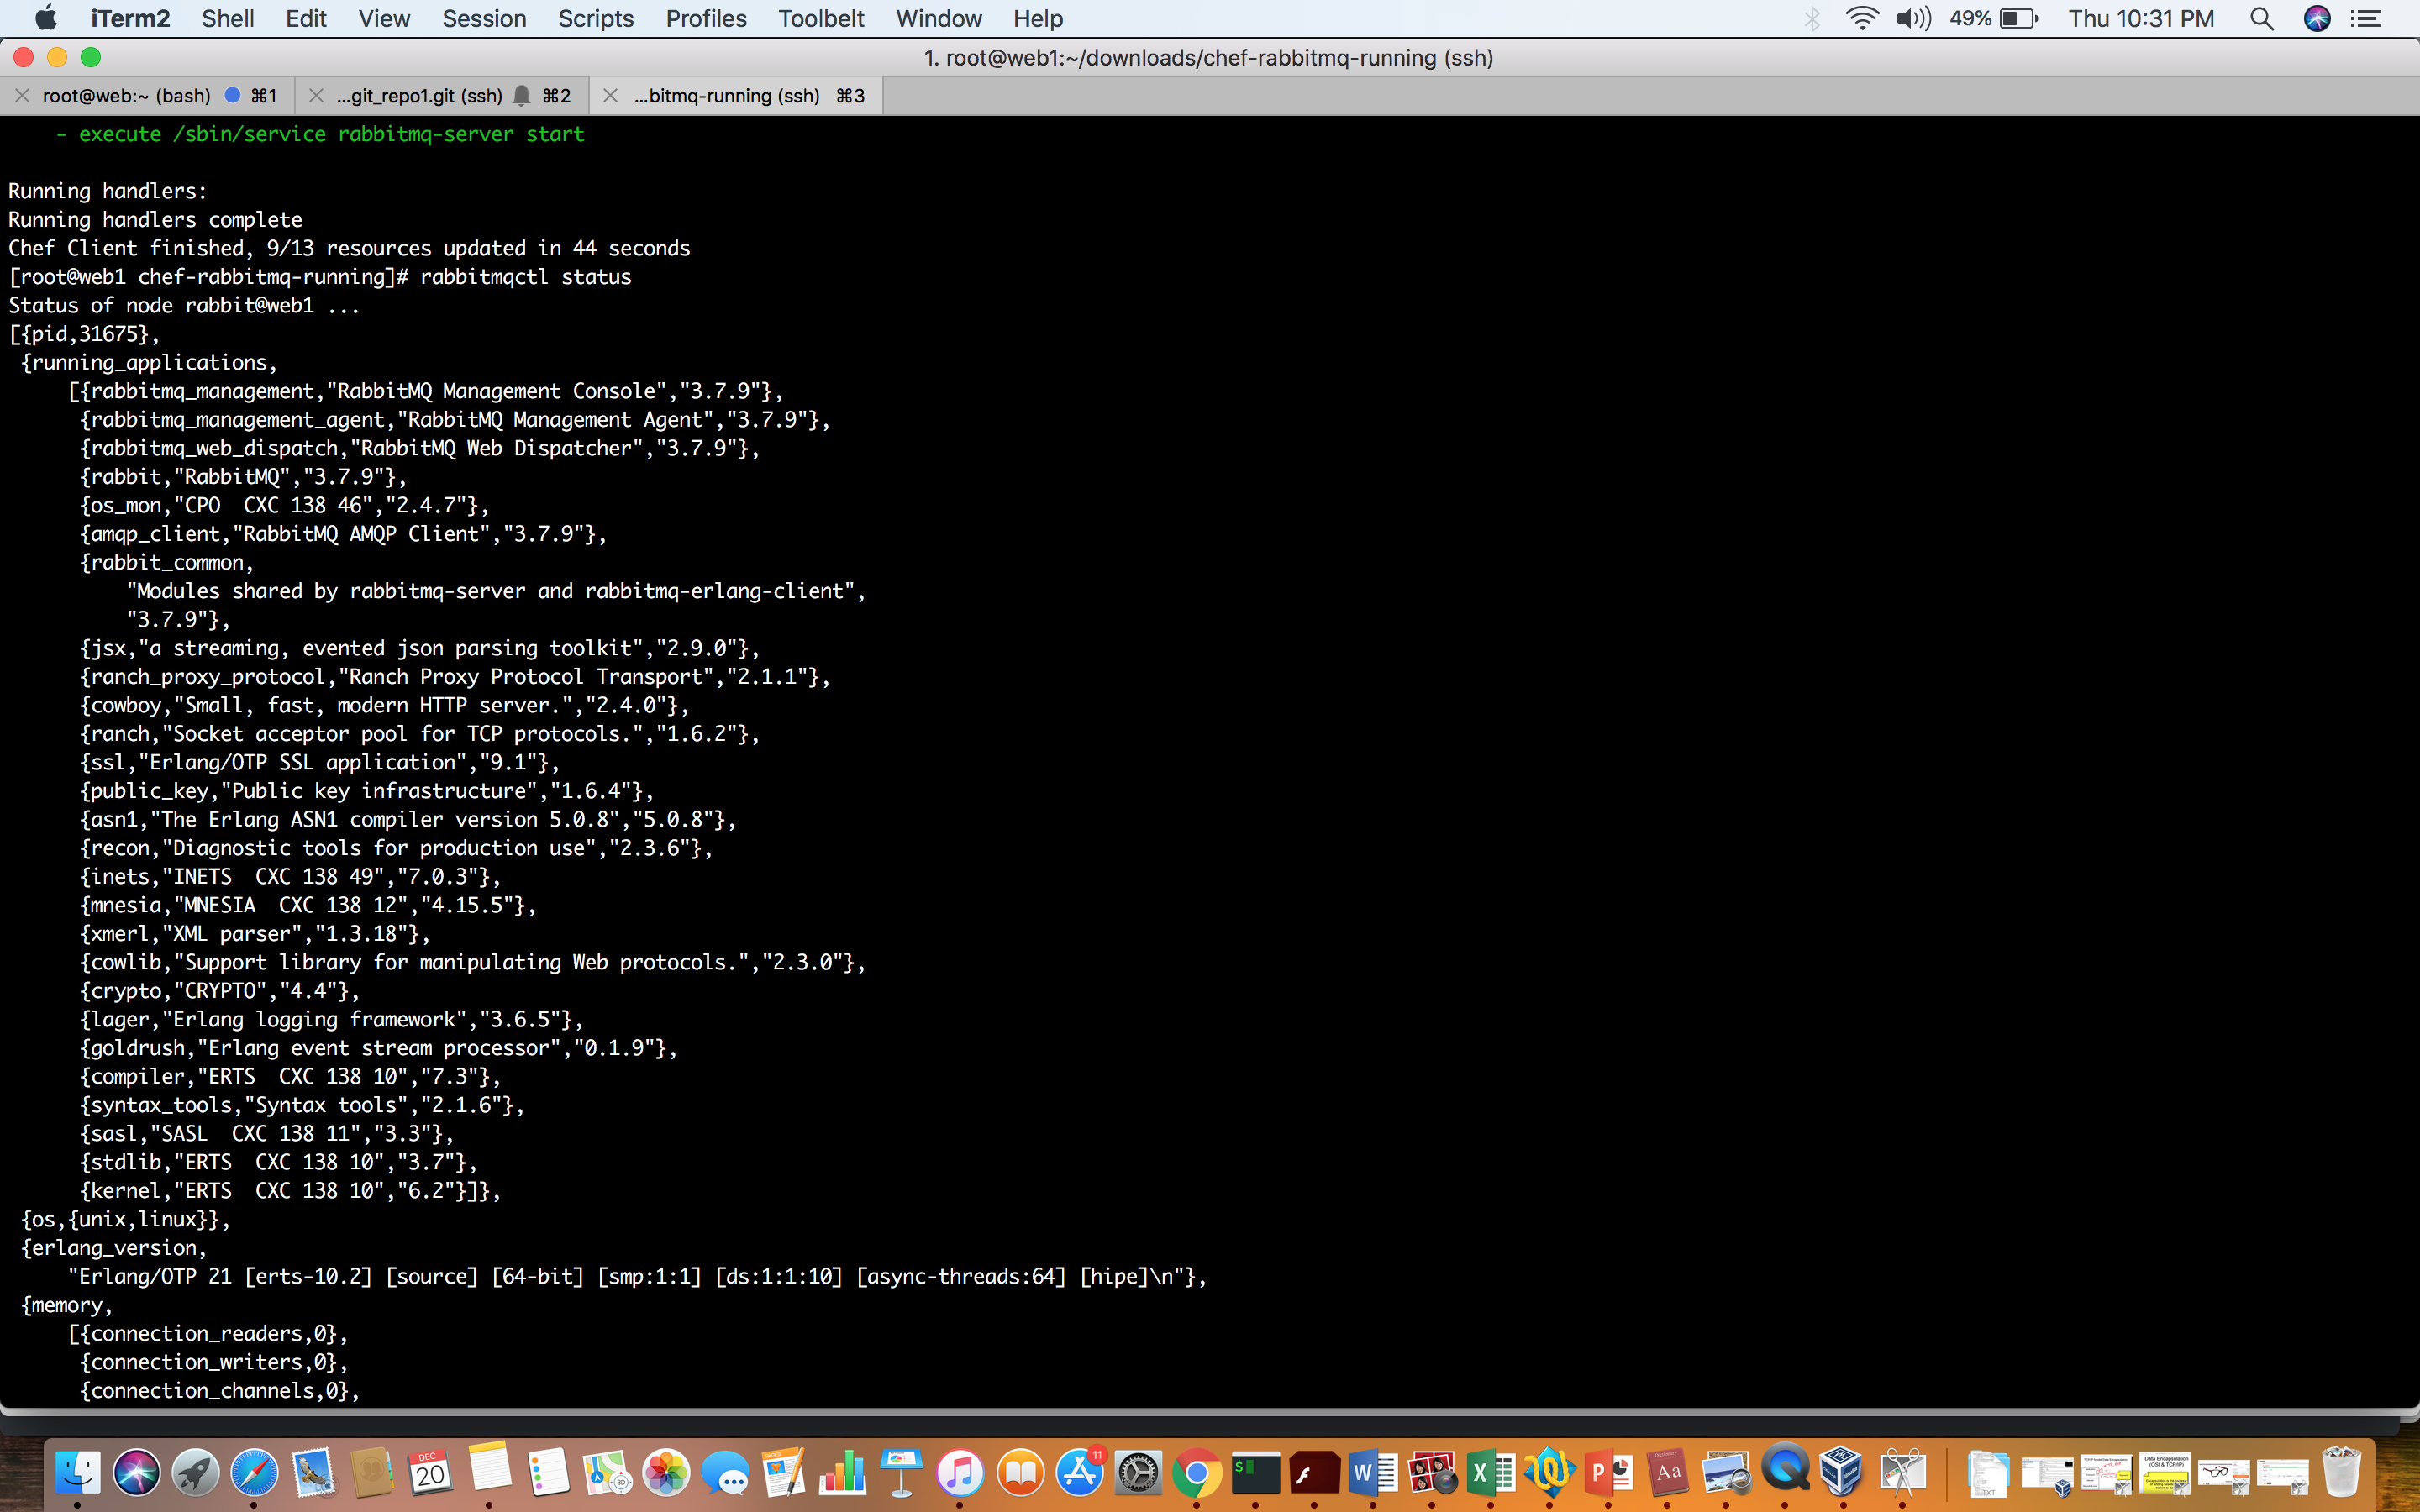 iTerm2 Shell Edit View Session Scripts Profiles Toolbelt Window Help 49% Thu 10:31 PM
1. root@web1:~/downloads/chef-rabbitmq-running (ssh)
root@web:~ (bash) ⌘1 ...git_repo1.git (ssh) ⌘2 ...bitmq-running (ssh) ⌘3
- execute /sbin/service rabbitmq-server start
Running handlers:
Running handlers complete
Chef Client finished, 9/13 resources updated in 44 seconds
[root@web1 chef-rabbitmq-running]# rabbitmqctl status
Status of node rabbit@web1 ...
[{pid,31675},
{running_applications,
[{rabbitmq_management,"RabbitMQ Management Console","3.7.9"},
{rabbitmq_management_agent,"RabbitMQ Management Agent","3.7.9"},
{rabbitmq_web_dispatch,"RabbitMQ Web Dispatcher","3.7.9"},
{rabbit,"RabbitMQ","3.7.9"},
{os_mon,"CPO  CXC 138 46","2.4.7"},
{amqp_client,"RabbitMQ AMQP Client","3.7.9"},
{rabbit_common,
"Modules shared by rabbitmq-server and rabbitmq-erlang-client",
"3.7.9"},
{jsx,"a streaming, evented json parsing toolkit","2.9.0"},
{ranch_proxy_protocol,"Ranch Proxy Protocol Transport","2.1.1"},
{cowboy,"Small, fast, modern HTTP server.","2.4.0"},
{ranch,"Socket acceptor pool for TCP protocols.","1.6.2"},
{ssl,"Erlang/OTP SSL application","9.1"},
{public_key,"Public key infrastructure","1.6.4"},
{asn1,"The Erlang ASN1 compiler version 5.0.8","5.0.8"},
{recon,"Diagnostic tools for production use","2.3.6"},
{inets,"INETS  CXC 138 49","7.0.3"},
{mnesia,"MNESIA  CXC 138 12","4.15.5"},
{xmerl,"XML parser","1.3.18"},
{cowlib,"Support library for manipulating Web protocols.","2.3.0"},
{crypto,"CRYPTO","4.4"},
{lager,"Erlang logging framework","3.6.5"},
{goldrush,"Erlang event stream processor","0.1.9"},
{compiler,"ERTS  CXC 138 10","7.3"},
{syntax_tools,"Syntax tools","2.1.6"},
{sasl,"SASL  CXC 138 11","3.3"},
{stdlib,"ERTS  CXC 138 10","3.7"},
{kernel,"ERTS  CXC 138 10","6.2"}]},
{os,{unix,linux}},
{erlang_version,
"Erlang/OTP 21 [erts-10.2] [source] [64-bit] [smp:1:1] [ds:1:1:10] [async-threads:64] [hipe]\n"},
{memory,
[{connection_readers,0},
{connection_writers,0},
{connection_channels,0},
DEC
20
11